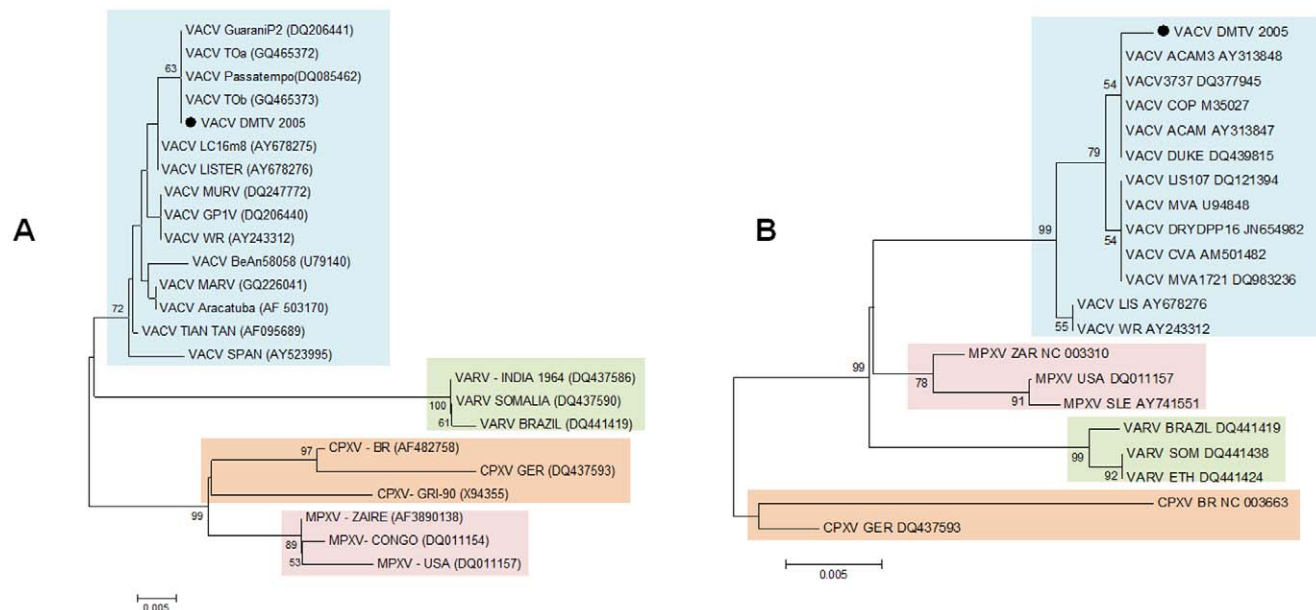 A
VACV GuaraniP2 (DQ206441)
VACV TOa (GQ465372)
63
VACV Passatempo(DQ085462)
VACV TOb (GQ465373)
VACV DMTV 2005
VACV LC16m8 (AY678275)
VACV LISTER (AY678276)
VACV MURV (DQ247772)
VACV GP1V (DQ206440)
VACV WR (AY243312)
VACV BeAn58058 (U79140)
VACV MARV (GQ226041)
72
VACV Aracatuba (AF 503170)
VACV TIAN TAN (AF095689)
VACV SPAN (AY523995)
VARV - INDIA 1964 (DQ437586)
100
VARV SOMALIA (DQ437590)
61
VARV BRAZIL (DQ441419)
97
CPXV - BR (AF482758)
CPXV GER (DQ437593)
CPXV- GRI-90 (X94355)
99
MPXV - ZAIRE (AF3890138)
89
MPXV- CONGO (DQ011154)
53
MPXV - USA (DQ011157)
0.005
B
VACV DMTV 2005
VACV ACAM3 AY313848
54
VACV3737 DQ377945
VACV COP M35027
VACV ACAM AY313847
79
VACV DUKE DQ439815
VACV LIS107 DQ121394
VACV MVA U94848
99
VACV DRYDPP16 JN654982
54
VACV CVA AM501482
VACV MVA1721 DQ983236
VACV LIS AY678276
55
VACV WR AY243312
MPXV ZAR NC 003310
99
78
MPXV USA DQ011157
91
MPXV SLE AY741551
VARV BRAZIL DQ441419
99
VARV SOM DQ441438
92
VARV ETH DQ441424
CPXV BR NC 003663
CPXV GER DQ437593
0.005